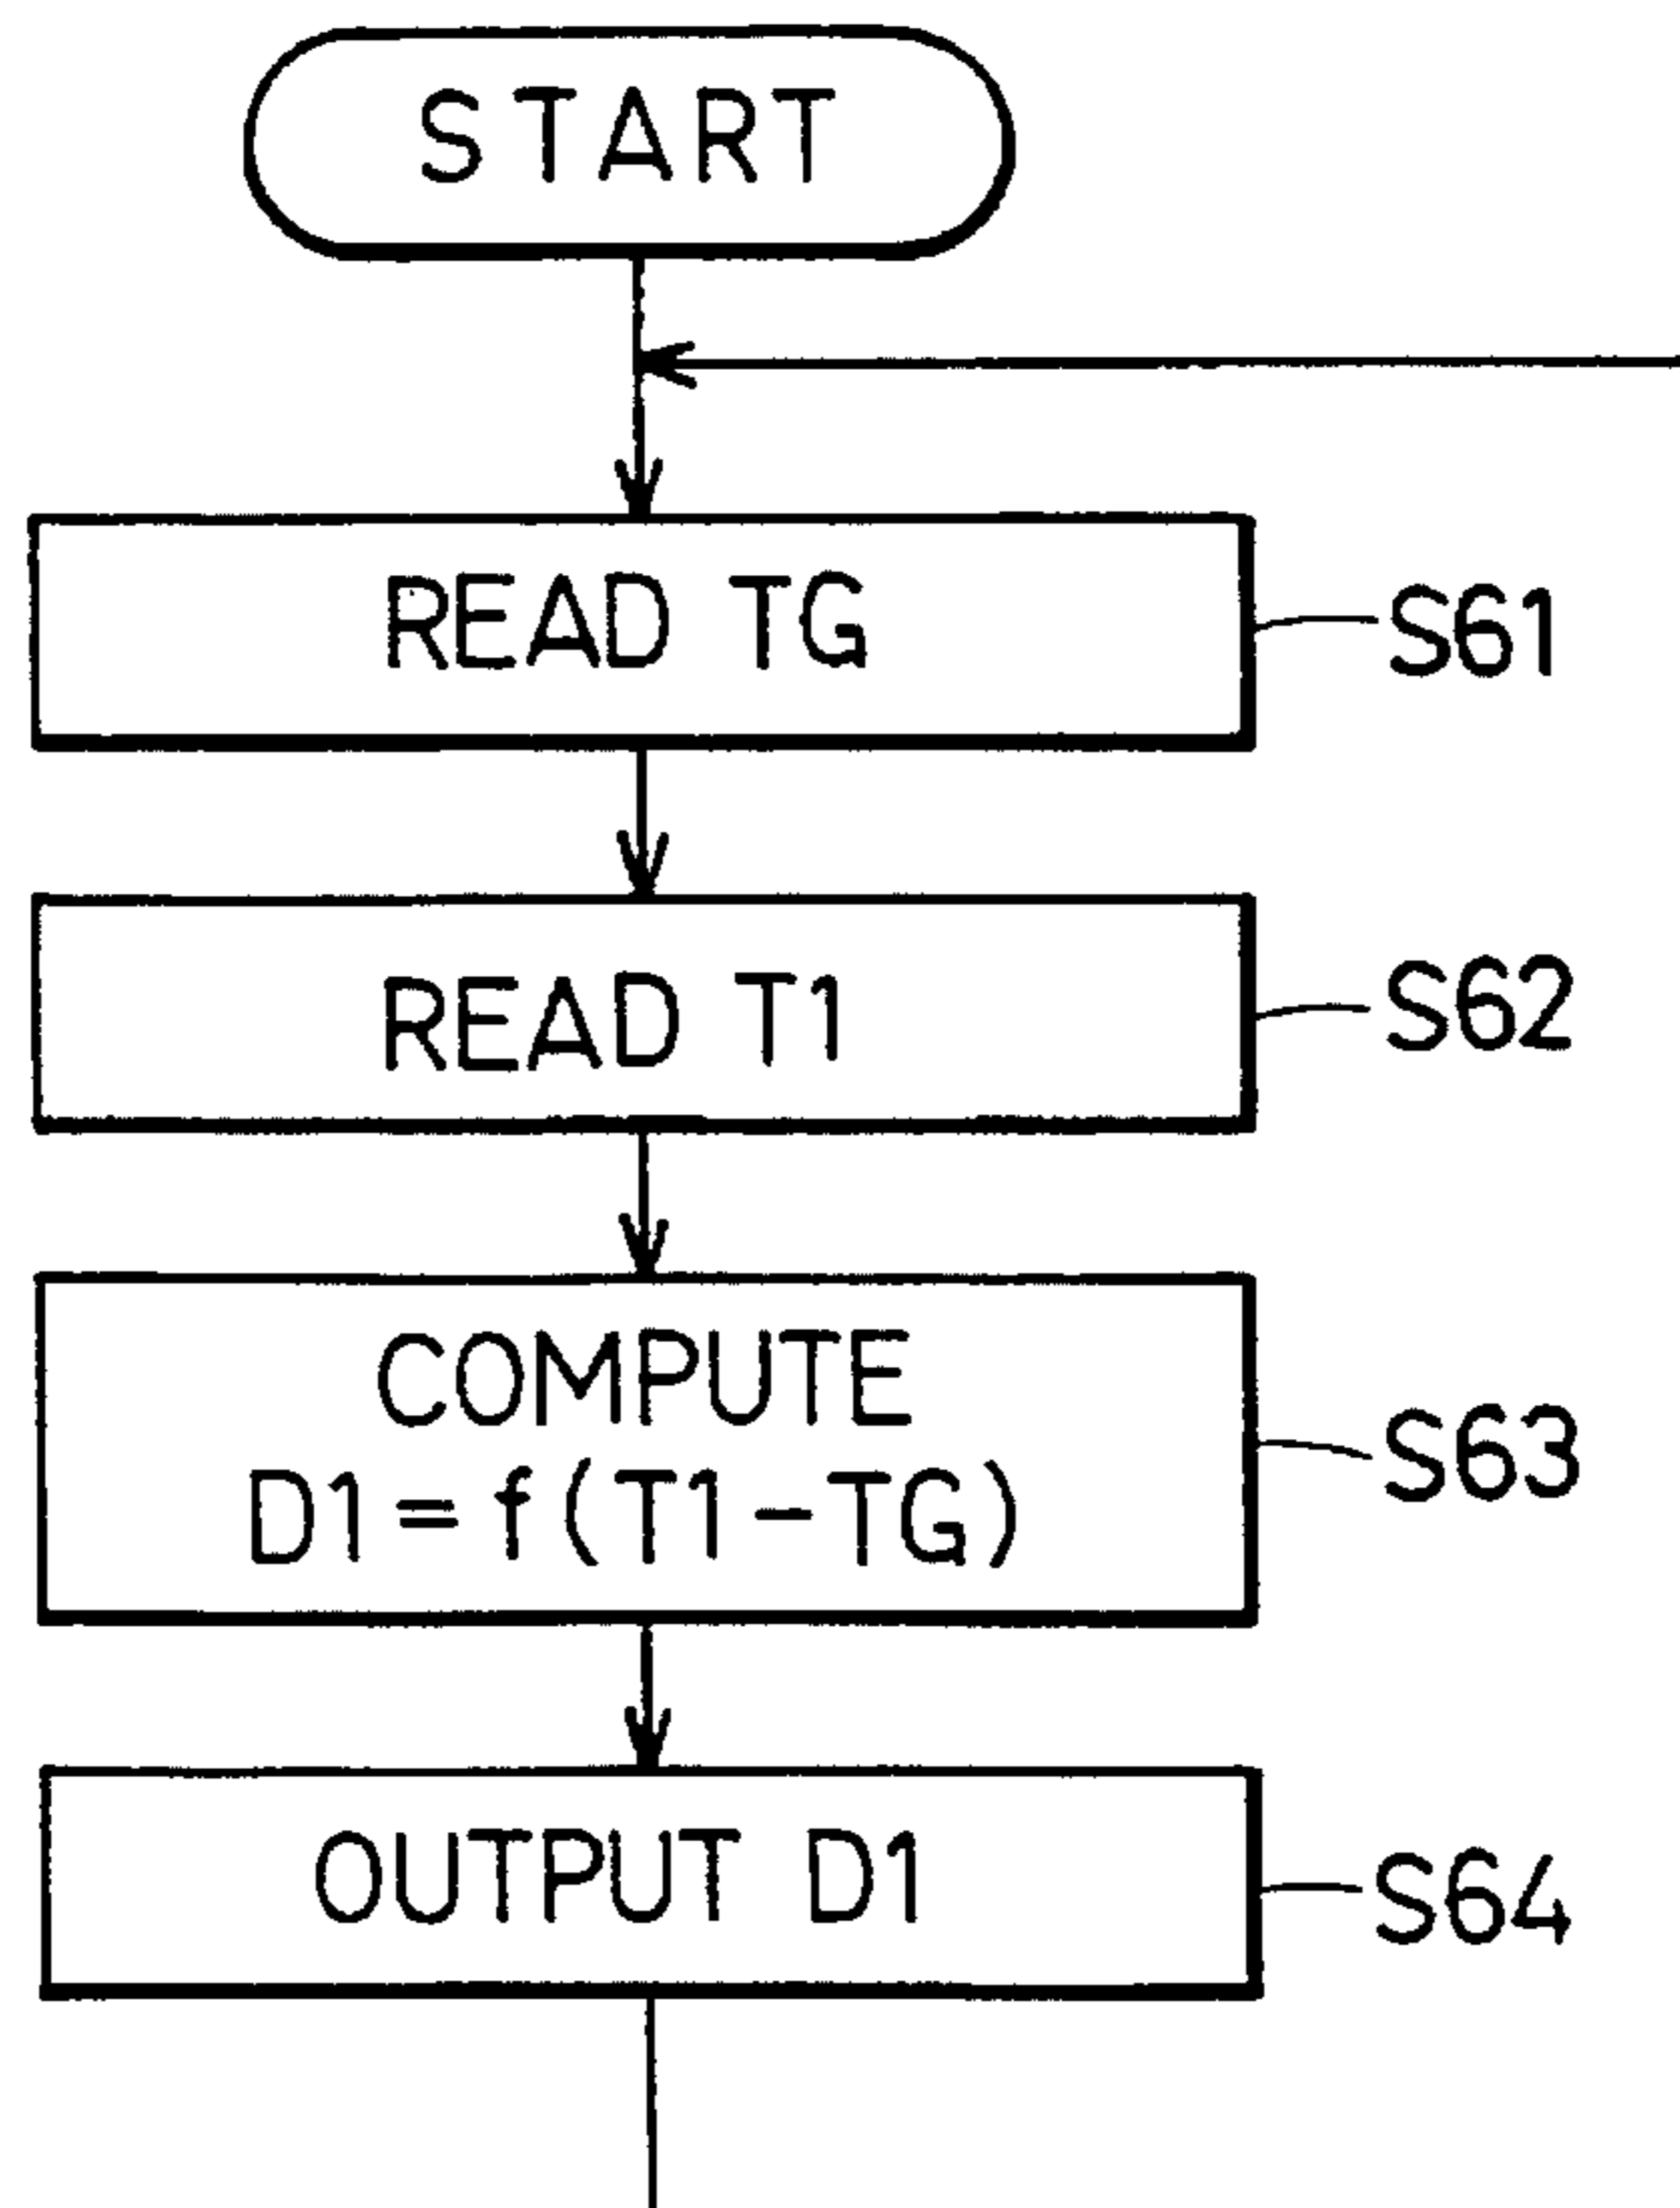 START
READ TG
S61
READ T1
S62
COMPUTE
D1=f(T1-TG)
S63
OUTPUT D1
S64